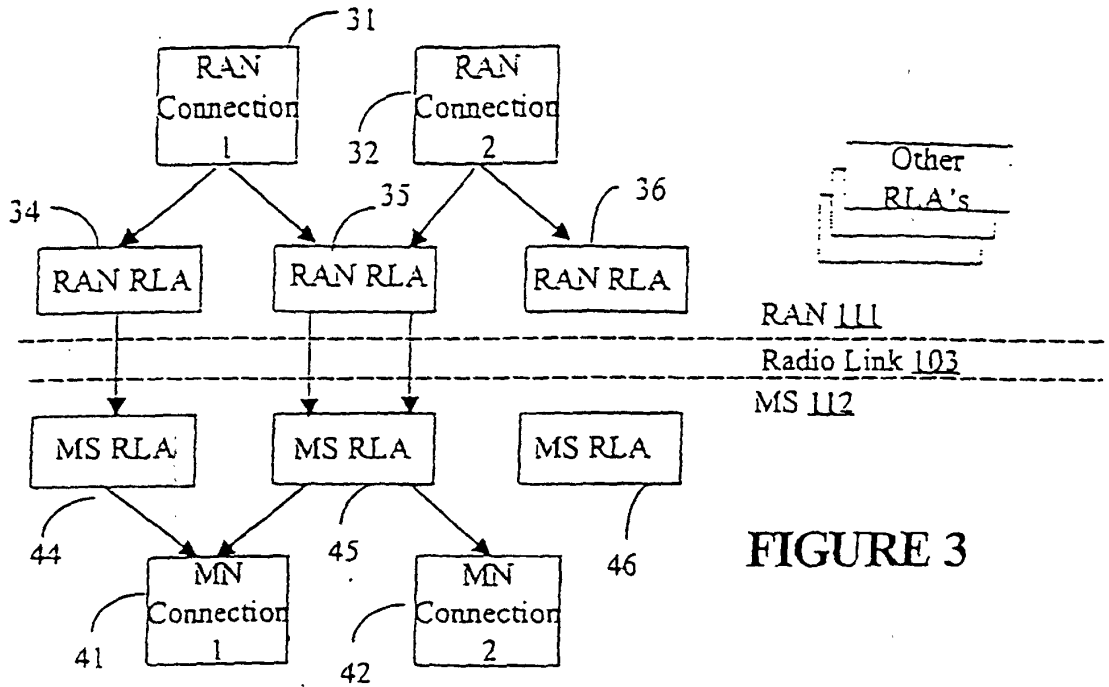 31
RAN
Connection
1
RAN
Connection
2
32
Other
RLA's
34
35
36
RAN RLA
RAN RLA
RAN RLA
RAN 111
Radio Link 103
MS 112
MS RLA
MS RLA
MS RLA
44
45
46
FIGURE 3
MN
Connection
1
MN
Connection
2
41
42